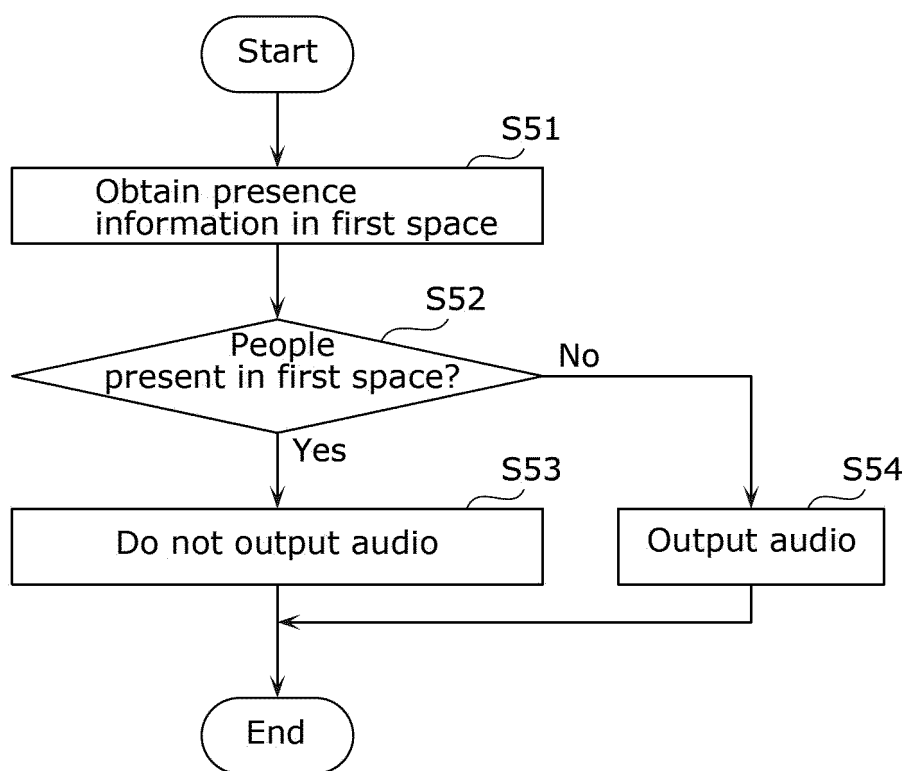 Start
S51
Obtain presence
information in first space
S52
People
present in first space?
No
Yes
S53
Do not output audio
S54
Output audio
End